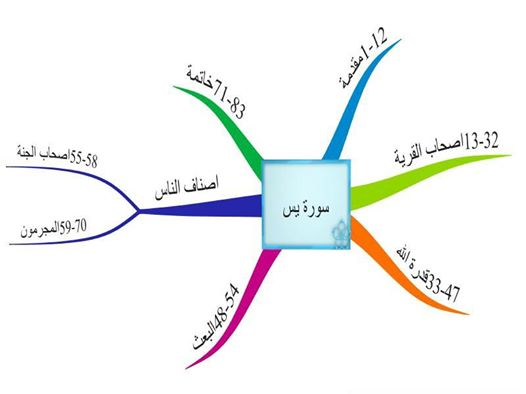 سورة يس
1-12مقدمة
13-32اصحاب القرية
33-47قدرة الله
48-54البعث
اصناف الناس
55-58اصحاب الجنة
59-70المجرمون
71-83خاتمة